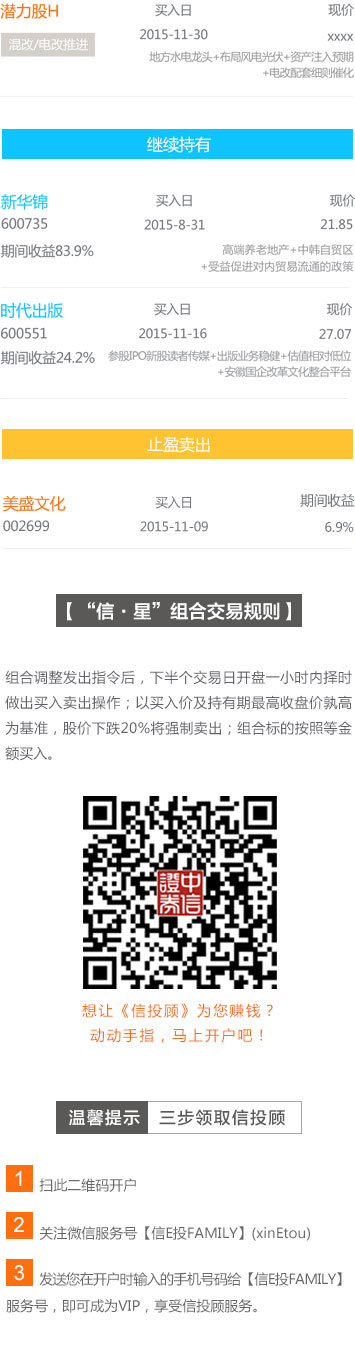 潜力股H 买入日 现价
混改/电改推进 2015-11-30 xxxx
地方水电龙头+布局风电光伏+资产注入预期
+电改配套细则催化
继续持有
新华锦 买入日 现价
600735 2015-8-31 21.85
期间收益83.9% 高端养老地产+中韩自贸区
+受益促进对内贸易流通的政策
时代出版 买入日 现价
600551 2015-11-16 27.07
期间收益24.2% 参股IPO新股读者传媒+出版业务稳健+估值相对低位
+安徽国企改革文化整合平台
止盈卖出
美盛文化 买入日 期间收益
002699 2015-11-09 6.9%
【“信·星”组合交易规则】
组合调整发出指令后，下半个交易日开盘一小时内择时
做出买入卖出操作；以买入价及持有期最高收盘价孰高
为基准，股价下跌20%将强制卖出；组合标的按照等金
额买入。
中信證券
想让《信投顾》为您赚钱？
动动手指，马上开户吧！
温馨提示 三步领取信投顾
1 扫此二维码开户
2 关注微信服务号【信E投FAMILY】(xinEtou)
3 发送您在开户时输入的手机号码给【信E投FAMILY】
服务号，即可成为VIP，享受信投顾服务。